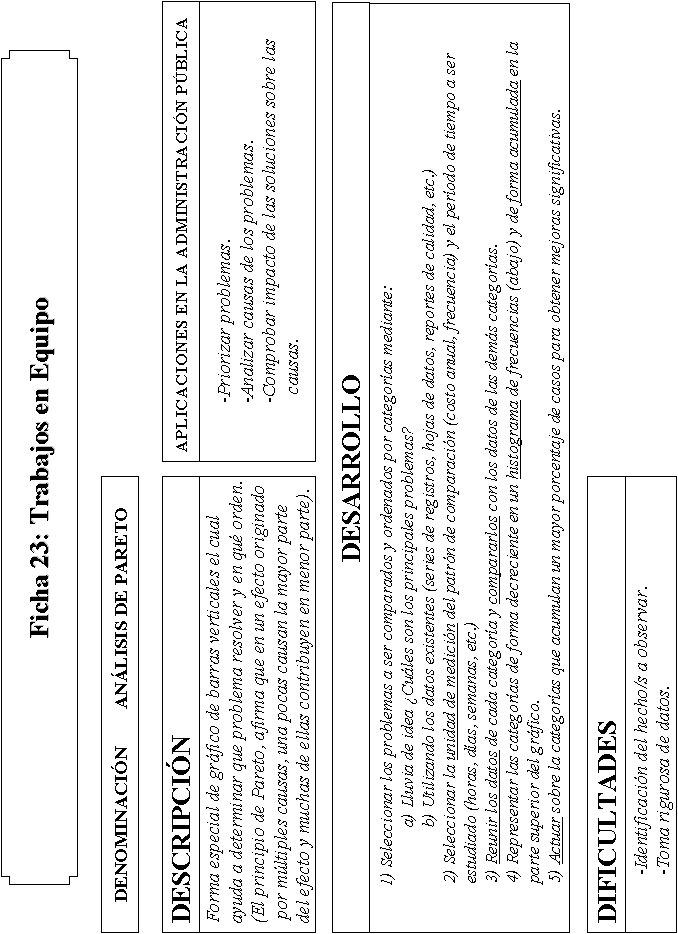 Ficha 23: Trabajos en Equipo
DENOMINACIÓN ANÁLISIS DE PARETO
DESCRIPCIÓN
Forma especial de gráfico de barras verticales el cual
ayuda a determinar que problema resolver y en qué orden.
(El principio de Pareto, afirma que en un efecto originado
por múltiples causas, una pocas causan la mayor parte
del efecto y muchas de ellas contribuyen en menor parte).
APLICACIONES EN LA ADMINISTRACIÓN PÚBLICA
-Priorizar problemas.
-Analizar causas de los problemas.
-Comprobar impacto de las soluciones sobre las
causas.
DESARROLLO
1) Seleccionar los problemas a ser comparados y ordenados por categorías mediante:
a) Lluvia de idea ¿Cuáles son los principales problemas?
b) Utilizando los datos existentes (series de registros, hojas de datos, reportes de calidad, etc.)
2) Seleccionar la unidad de medición del patrón de comparación (costo anual, frecuencia) y el período de tiempo a ser
estudiado (horas, días, semanas, etc.)
3) Reunir los datos de cada categoría y compararlos con los datos de las demás categorías.
4) Representar las categorías de forma decreciente en un histograma de frecuencias (abajo) y de forma acumulada en la
parte superior del gráfico.
5) Actuar sobre la categorías que acumulan un mayor porcentaje de casos para obtener mejoras significativas.
DIFICULTADES
-Identificación del hecho/s a observar.
-Toma rigurosa de datos.